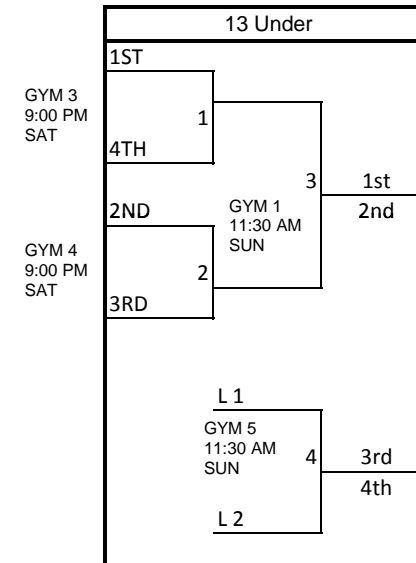 13 Under
1ST
GYM 3
9:00 PM
SAT
1
4TH
3
1st
2ND
GYM 1
11:30 AM
SUN
2nd
GYM 4
9:00 PM
SAT
2
3RD
L 1
GYM 5
11:30 AM
SUN
4
3rd
4th
L 2